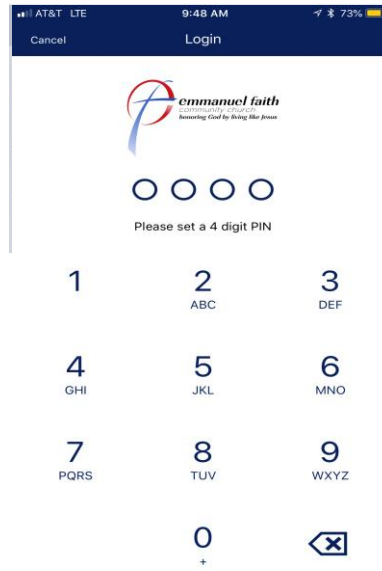 AT&T LTE 9:48 AM 73%
Cancel Login
emmanuel faith
community church
honoring God by living like Jesus
Please set a 4 digit PIN
1 2 3
ABC DEF
4 5 6
GHI JKL MNO
7 8 9
PQRS TUV WXYZ
0
+